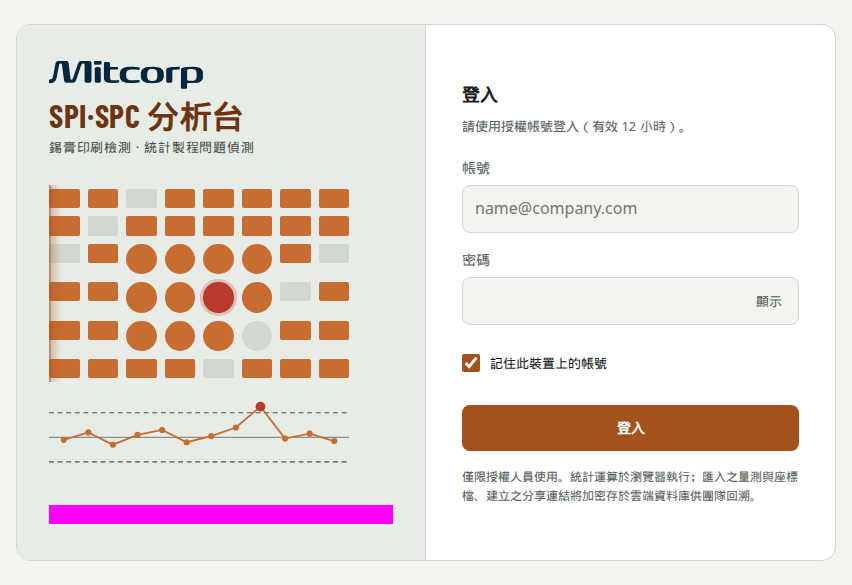 Mitcorp
SPI·SPC 分析台
錫膏印刷檢測 · 統計製程問題偵測
登入
請使用授權帳號登入（有效 12 小時）。
帳號
name@company.com
密碼
顯示
記住此裝置上的帳號
登入
僅限授權人員使用。統計運算於瀏覽器執行；匯入之量測與座標
檔、建立之分享連結將加密存於雲端資料庫供團隊回溯。